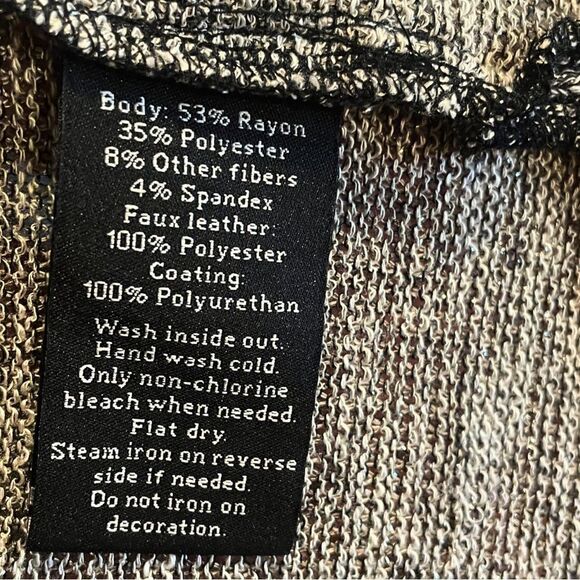 Body: 53% Rayon
35% Polyester
8% Other fibers
4% Spandex
Faux leather:
100% Polyester
Coating:
100% Polyurethan
Wash inside out.
Hand wash cold.
Only non-chlorine
bleach when needed.
Flat dry.
Steam iron on reverse
side if needed.
Do not iron on
decoration.